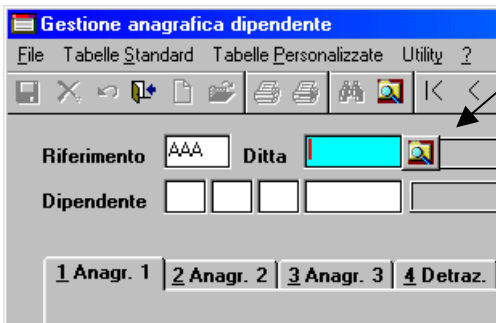 Gestione anagrafica dipendente
File Tabelle Standard Tabelle Personalizzate Utility ?
Riferimento AAA Ditta
Dipendente
1 Anagr. 1 2 Anagr. 2 3 Anagr. 3 4 Detraz.